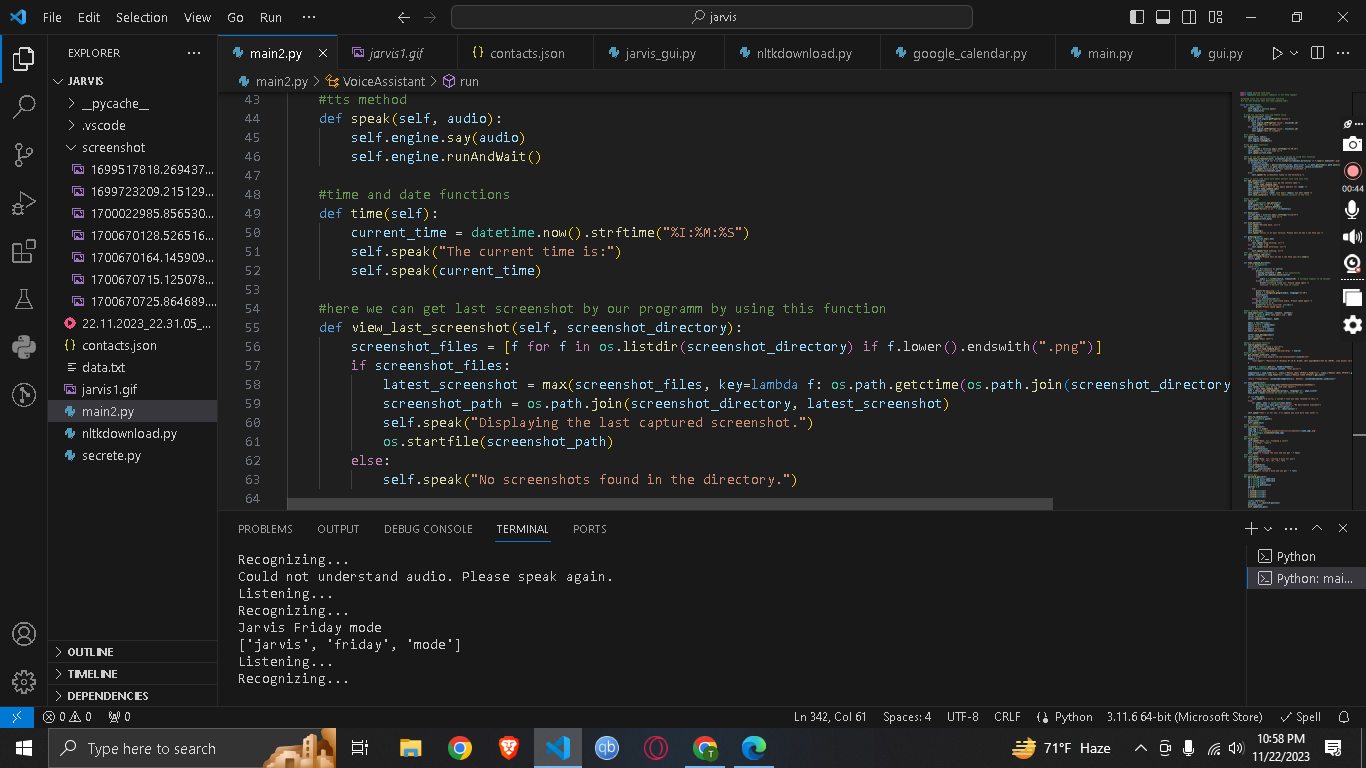 File Edit Selection View Go Run ···
jarvis
EXPLORER ···
main2.py
jarvis1.gif
contacts.json
jarvis_gui.py
nltkdownload.py
google_calendar.py
main.py
gui.py
main2.py > VoiceAssistant > run
JARVIS
__pycache__
.vscode
screenshot
1699517818.269437...
1699723209.215129...
1700022985.856530...
1700670128.526516...
1700670164.145909...
1700670715.125078...
1700670725.864689...
22.11.2023_22.31.05_...
contacts.json
data.txt
jarvis1.gif
main2.py
nltkdownload.py
secrete.py
OUTLINE
TIMELINE
DEPENDENCIES
43 #tts method
44 def speak(self, audio):
45 self.engine.say(audio)
46 self.engine.runAndWait()
47
48 #time and date functions
49 def time(self):
50 current_time = datetime.now().strftime("%I:%M:%S")
51 self.speak("The current time is:")
52 self.speak(current_time)
53
54 #here we can get last screenshot by our programm by using this function
55 def view_last_screenshot(self, screenshot_directory):
56 screenshot_files = [f for f in os.listdir(screenshot_directory) if f.lower().endswith(".png")]
57 if screenshot_files:
58 latest_screenshot = max(screenshot_files, key=lambda f: os.path.getctime(os.path.join(screenshot_directory
59 screenshot_path = os.path.join(screenshot_directory, latest_screenshot)
60 self.speak("Displaying the last captured screenshot.")
61 os.startfile(screenshot_path)
62 else:
63 self.speak("No screenshots found in the directory.")
64
00:44
PROBLEMS OUTPUT DEBUG CONSOLE TERMINAL PORTS
Recognizing...
Could not understand audio. Please speak again.
Listening...
Recognizing...
Jarvis Friday mode
['jarvis', 'friday', 'mode']
Listening...
Recognizing...
Python
Python: mai...
0 0 0
Ln 342, Col 61 Spaces: 4 UTF-8 CRLF Python 3.11.6 64-bit (Microsoft Store) Spell
Type here to search
71°F Haze
10:58 PM
11/22/2023